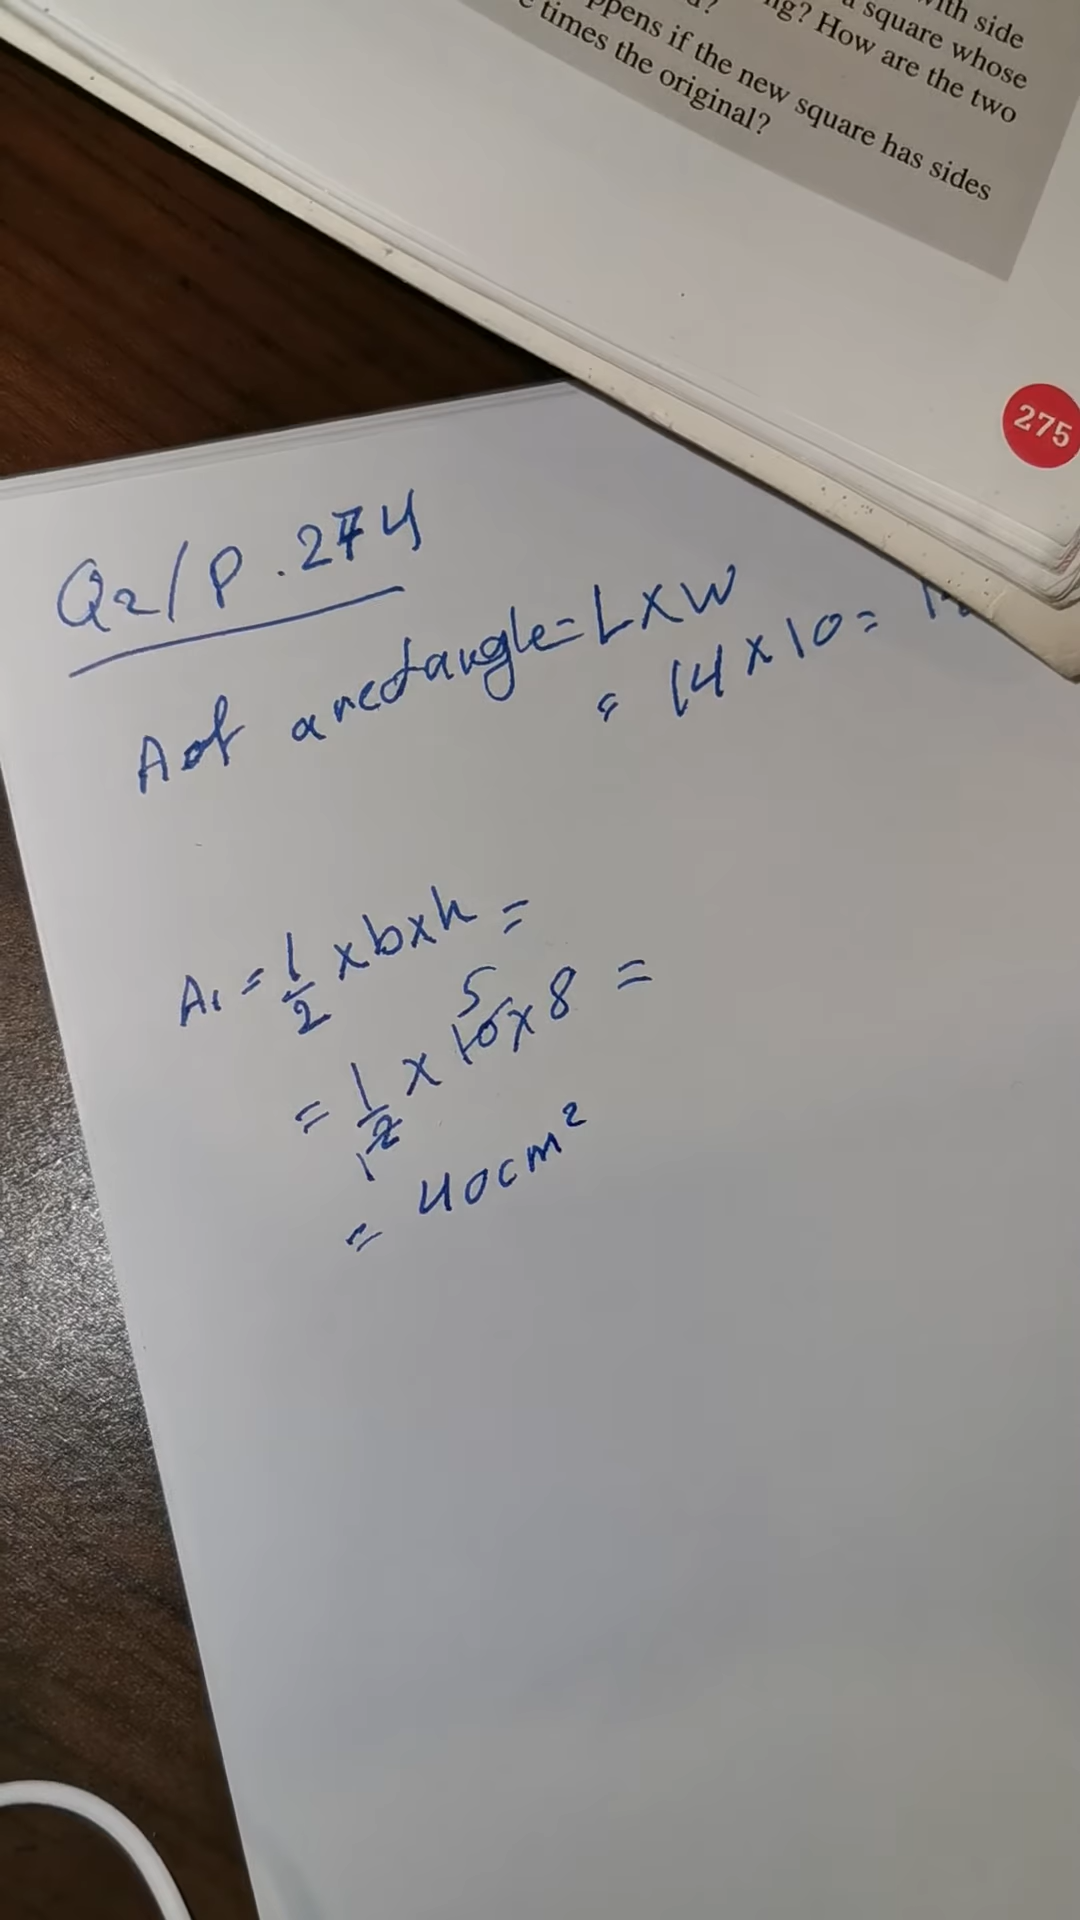 with side
square whose
ng? How are the two
ppens if the new square has sides
times the original?
275
Q2/P.274
A of a rectangle = L x W
= 14 x 10 =
A1 = 1/2 x b x h =
= 1/2 x 10 x 8 =
5
1
= 40cm²